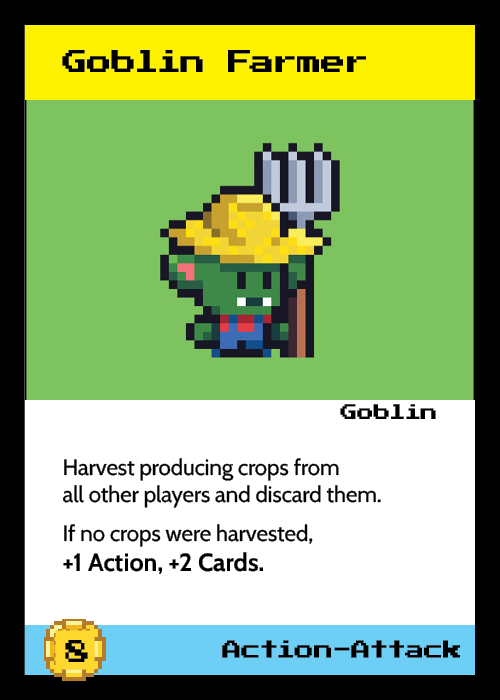 Goblin Farmer
Goblin
Harvest producing crops from
all other players and discard them.
If no crops were harvested,
+1 Action, +2 Cards.
8
Action-Attack